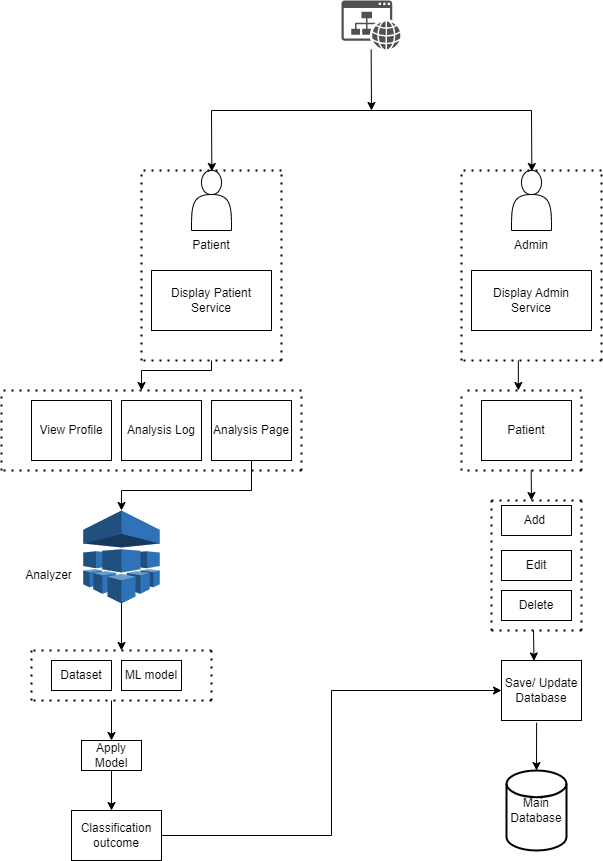 Patient
Admin
Display Patient
Service
Display Admin
Service
View Profile
Analysis Log
Analysis Page
Patient
Add
Edit
Delete
Analyzer
Dataset
ML model
Save/ Update
Database
Apply
Model
Classification
outcome
Main
Database